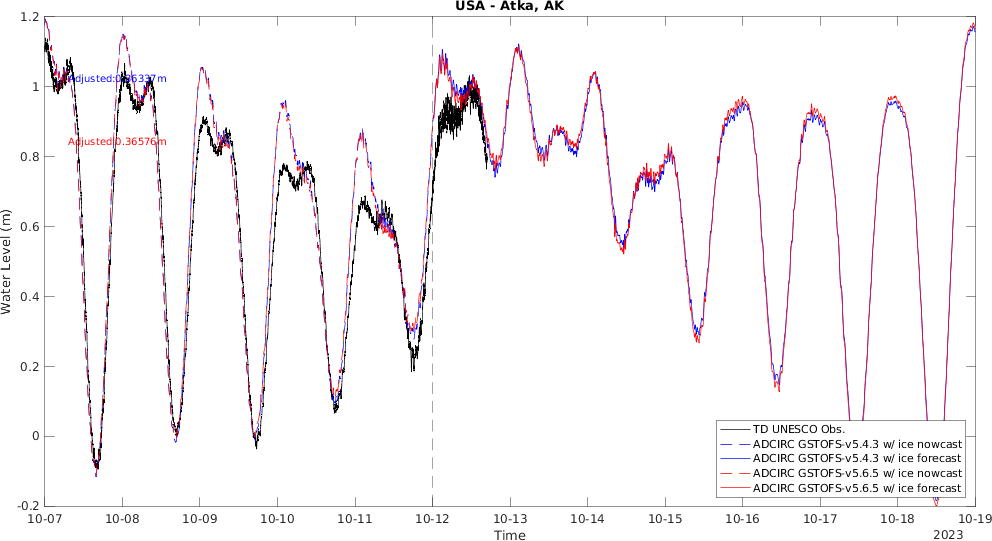 USA - Atka, AK
1.2
1
0.8
0.6
0.4
0.2
0
-0.2
Water Level (m)
Adjusted:0.36337m
Adjusted:0.36576m
TD UNESCO Obs.
ADCIRC GSTOFS-v5.4.3 w/ ice nowcast
ADCIRC GSTOFS-v5.4.3 w/ ice forecast
ADCIRC GSTOFS-v5.6.5 w/ ice nowcast
ADCIRC GSTOFS-v5.6.5 w/ ice forecast
10-07 10-08 10-09 10-10 10-11 10-12 10-13 10-14 10-15 10-16 10-17 10-18 10-19
Time
2023